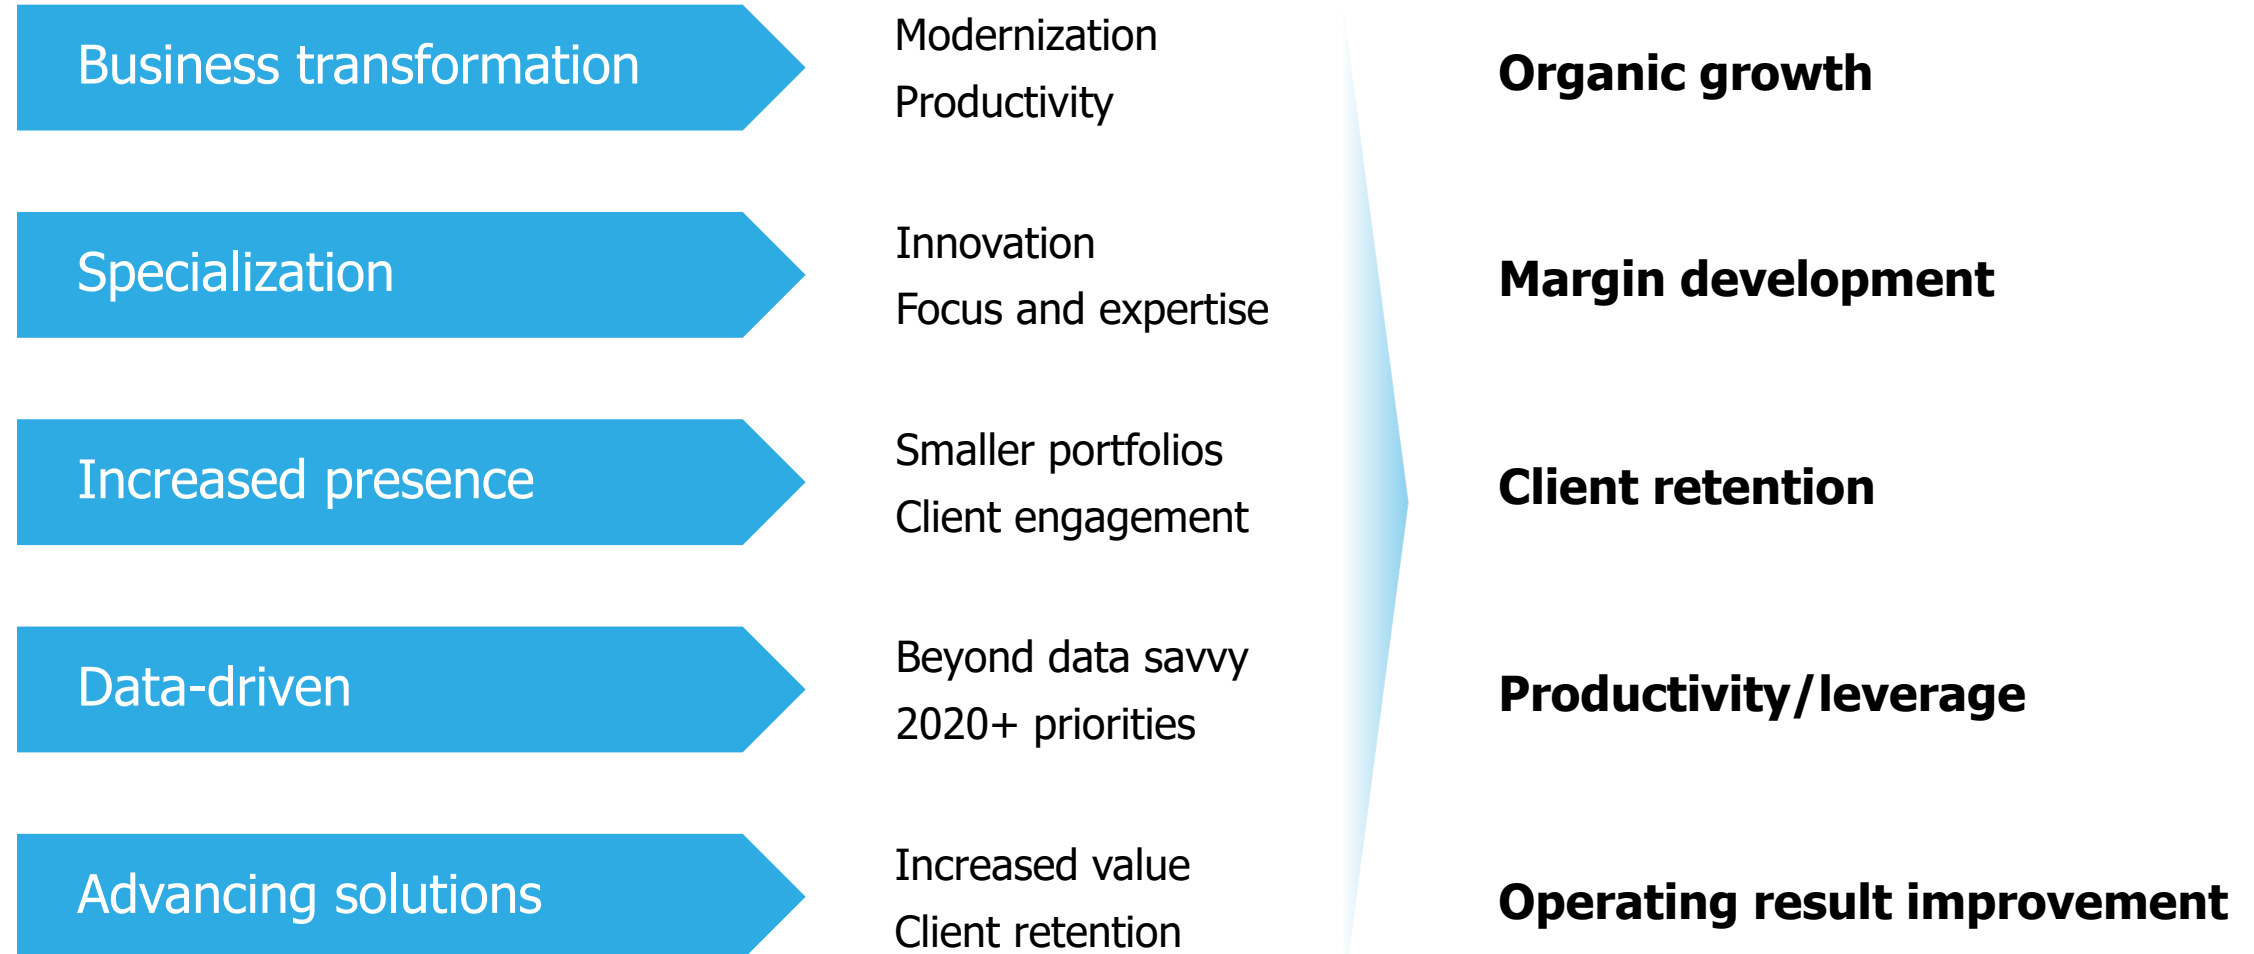 Business transformation
Modernization
Productivity
Organic growth
Specialization
Innovation
Focus and expertise
Margin development
Increased presence
Smaller portfolios
Client engagement
Client retention
Data-driven
Beyond data savvy
2020+ priorities
Productivity/leverage
Advancing solutions
Increased value
Client retention
Operating result improvement